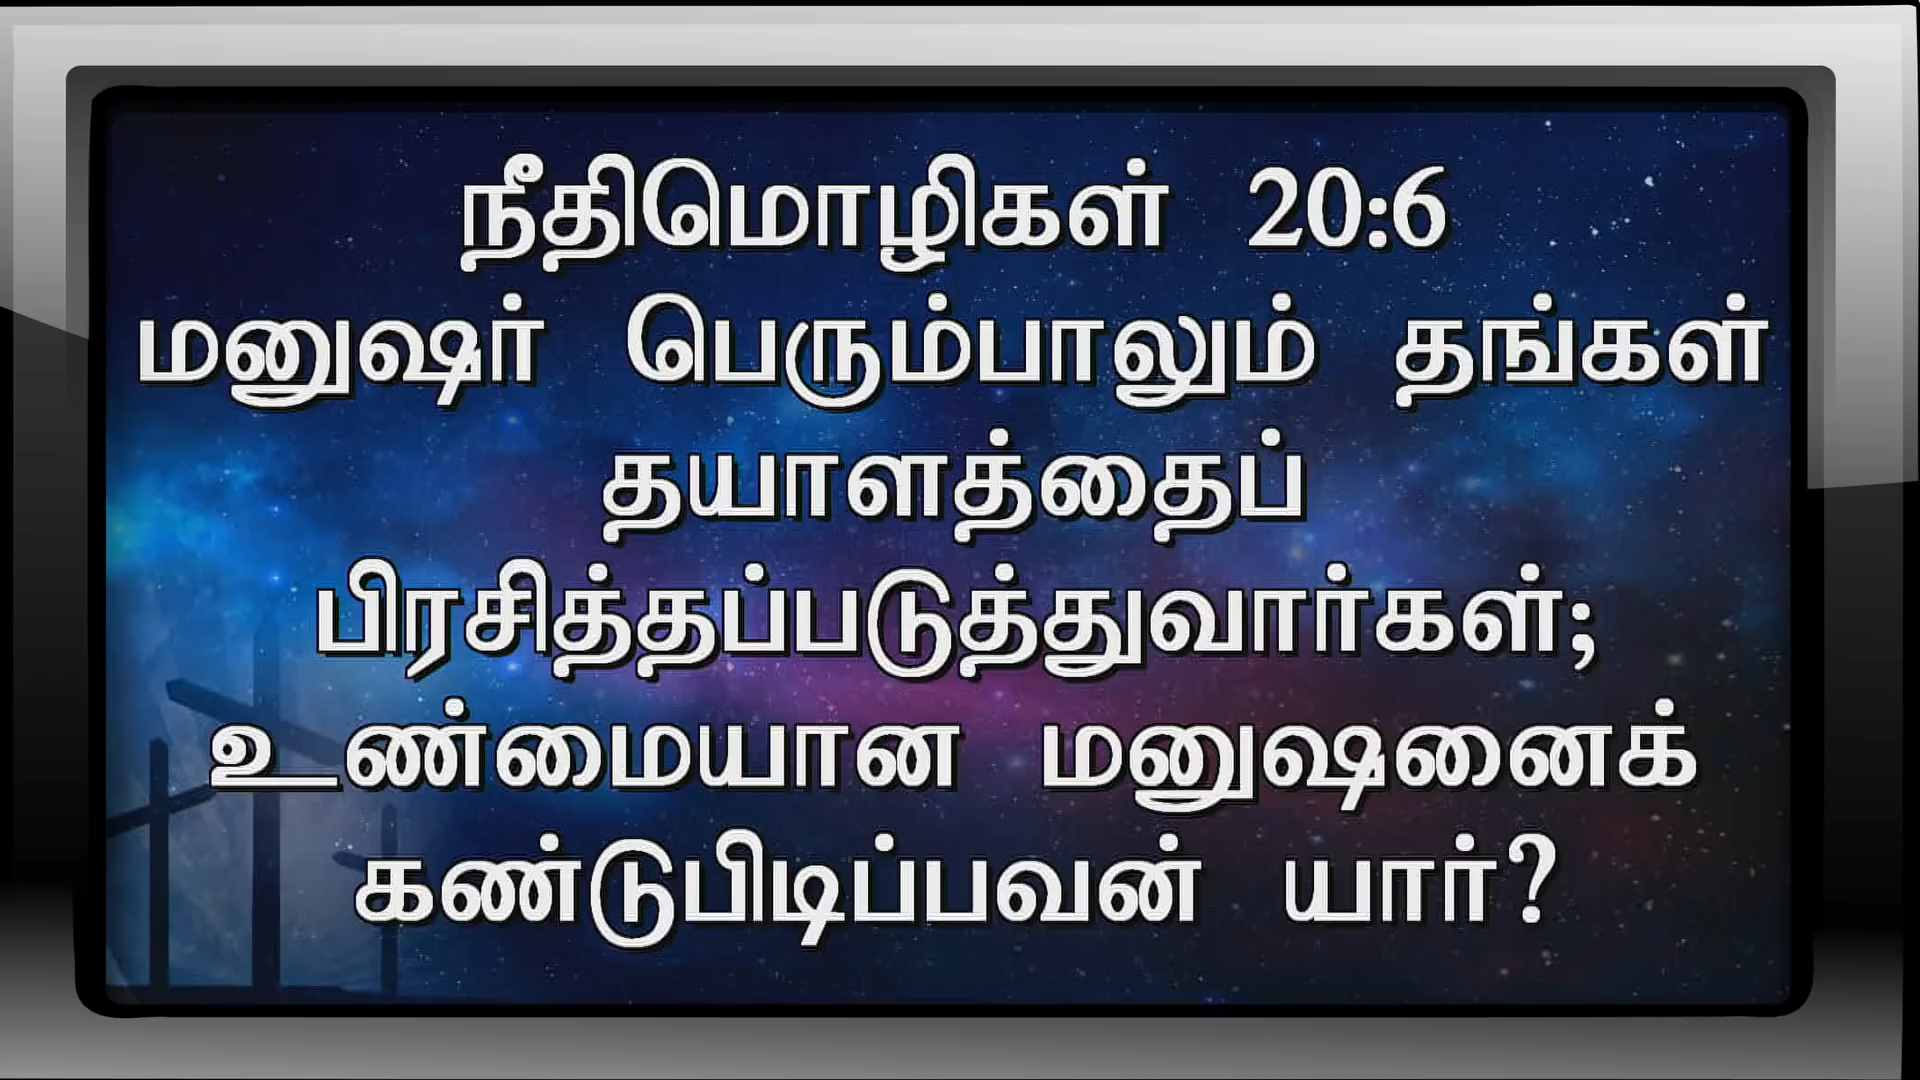 நீதிமொழிகள் 20:6
மனுஷர் பெரும்பாலும் தங்கள்
தயாளத்தைப்
பிரசித்தப்படுத்துவார்கள்;
உண்மையான மனுஷனைக்
கண்டுபிடிப்பவன் யார்?